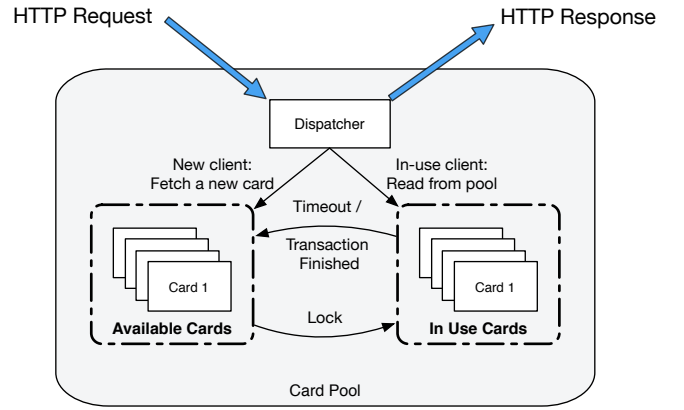 HTTP Request
HTTP Response
Dispatcher
New client:
Fetch a new card
In-use client:
Read from pool
Timeout /
Transaction
Finished
Card 1
Available Cards
Lock
Card 1
In Use Cards
Card Pool